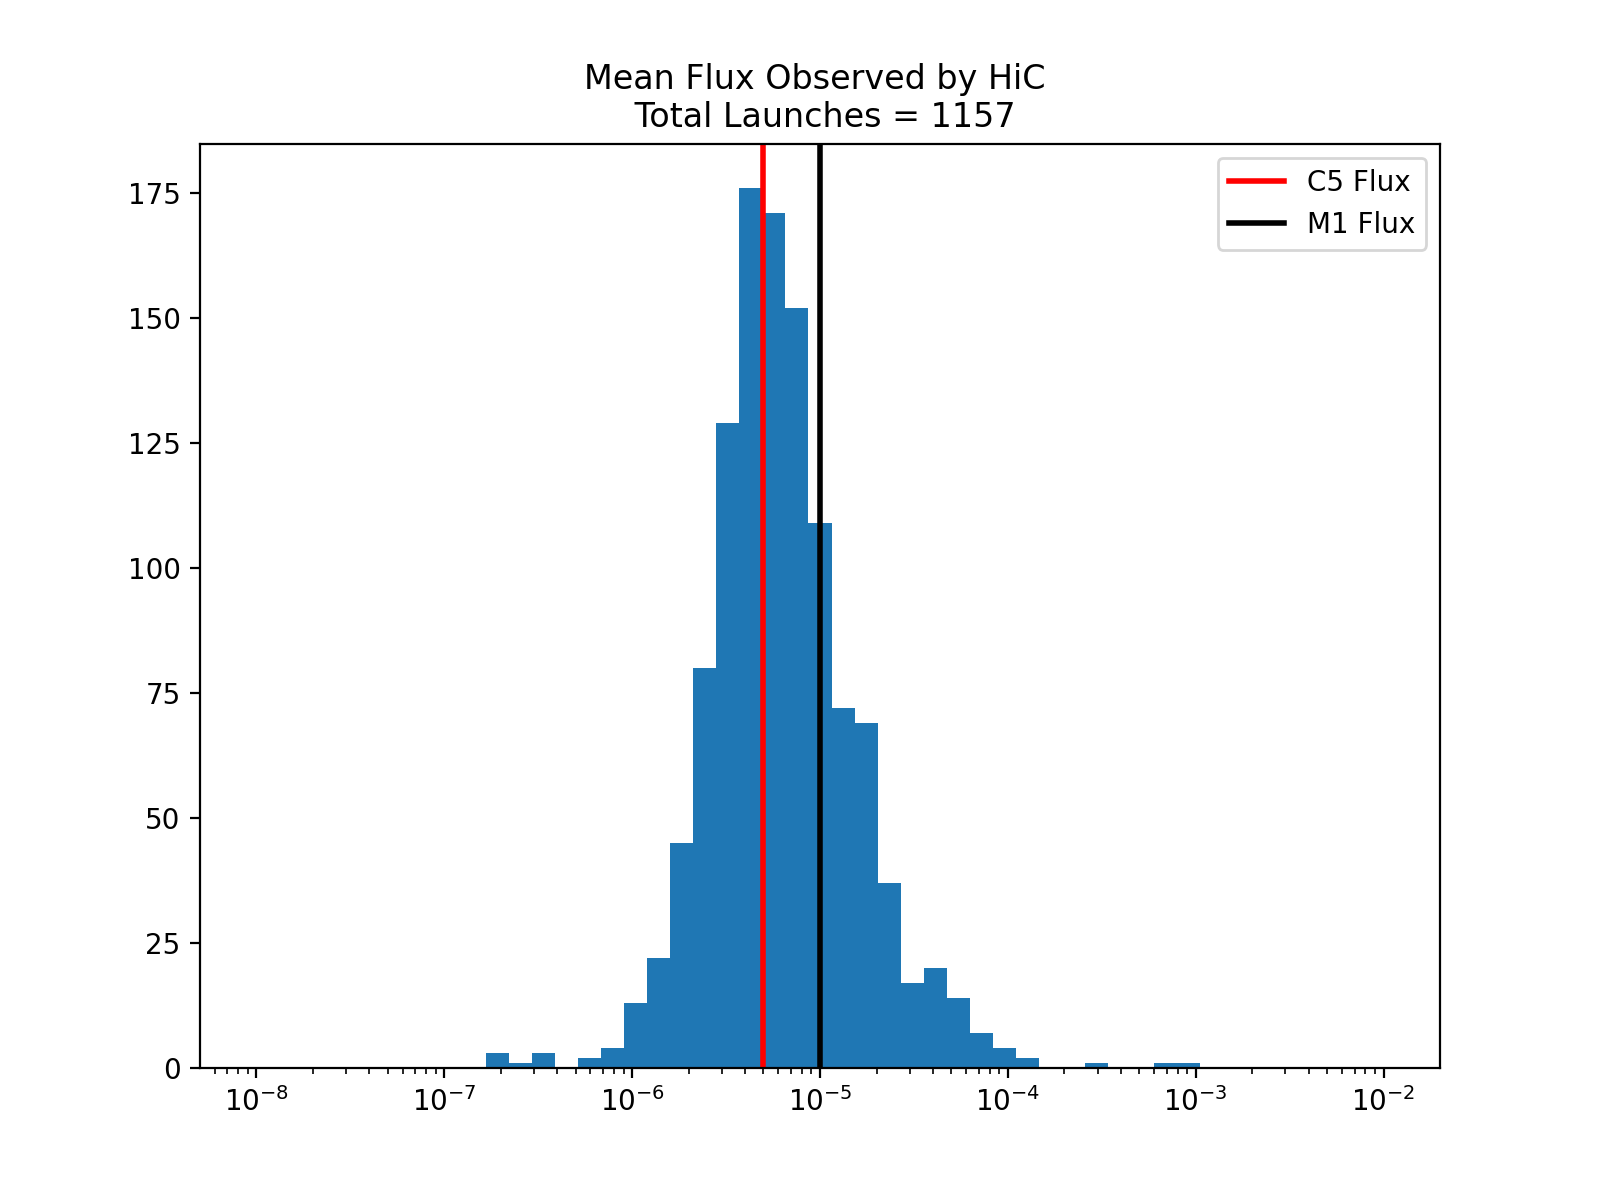 Mean Flux Observed by HiC
Total Launches = 1157
C5 Flux
M1 Flux
175
150
125
100
75
50
25
0
10⁻⁸ 10⁻⁷ 10⁻⁶ 10⁻⁵ 10⁻⁴ 10⁻³ 10⁻²